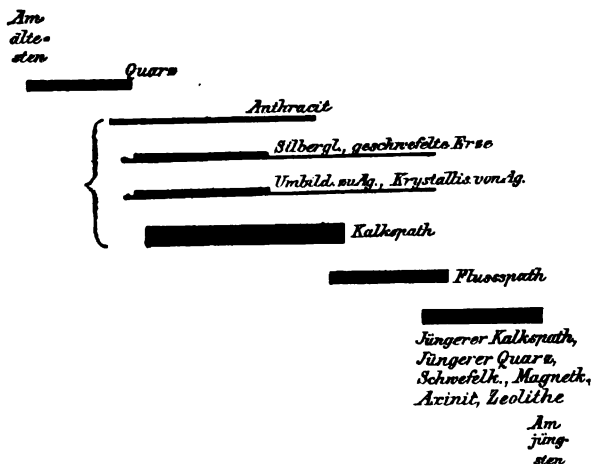 Am
älte-
sten
Quarz
Anthracit
Silbergl., geschwefelte Erze
Umbild. zu Ag., Krystallis. von Ag.
Kalkspath
Flussspath
Jüngerer Kalkspath,
Jüngerer Quarz,
Schwefelk., Magnetk.,
Axinit, Zeolithe
Am
jüng-
sten